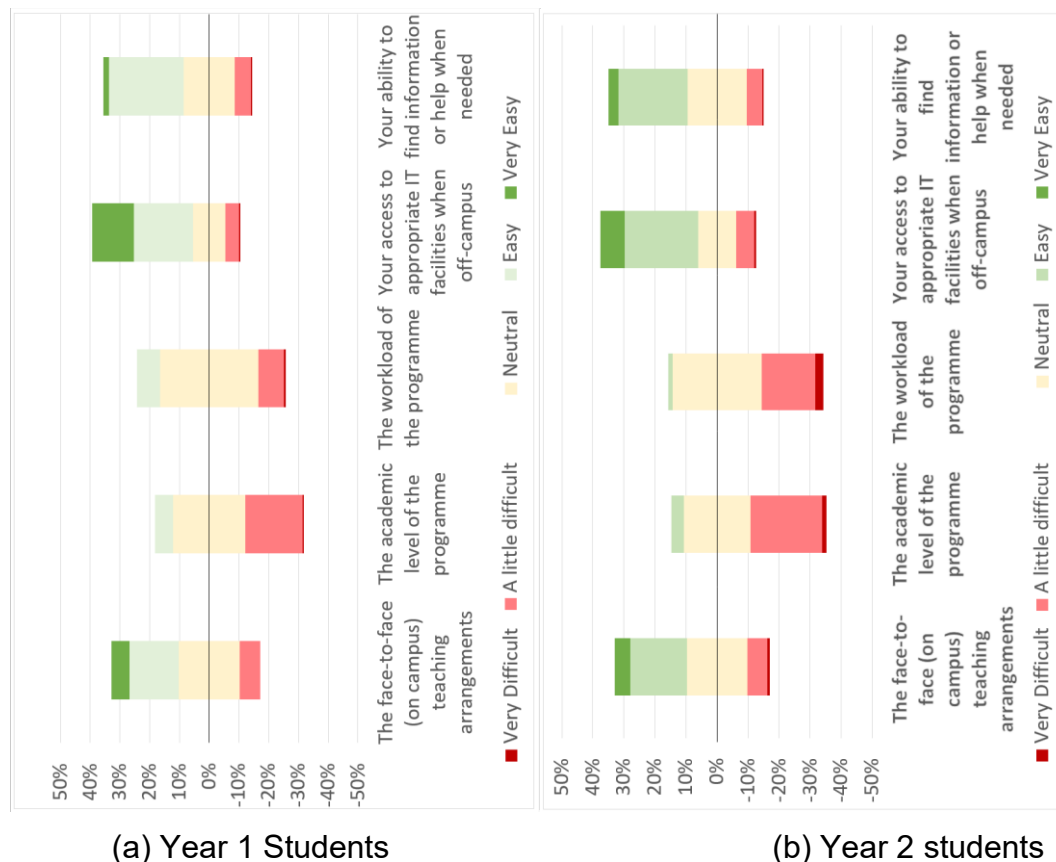 50%
40%
30%
20%
10%
0%
-10%
-20%
-30%
-40%
-50%
The face-to-face
(on campus)
teaching
arrangements
The academic
level of the
programme
The workload of
the programme
Your access to
appropriate IT
facilities when
off-campus
Your ability to
find information
or help when
needed
Very Difficult
A little difficult
Neutral
Easy
Very Easy
(a) Year 1 Students
50%
40%
30%
20%
10%
0%
-10%
-20%
-30%
-40%
-50%
The face-to-
face (on
campus)
teaching
arrangements
The academic
level of the
programme
The workload
of the
programme
Your access to
appropriate IT
facilities when
off-campus
Your ability to
find
information or
help when
needed
Very Difficult
A little difficult
Neutral
Easy
Very Easy
(b) Year 2 students